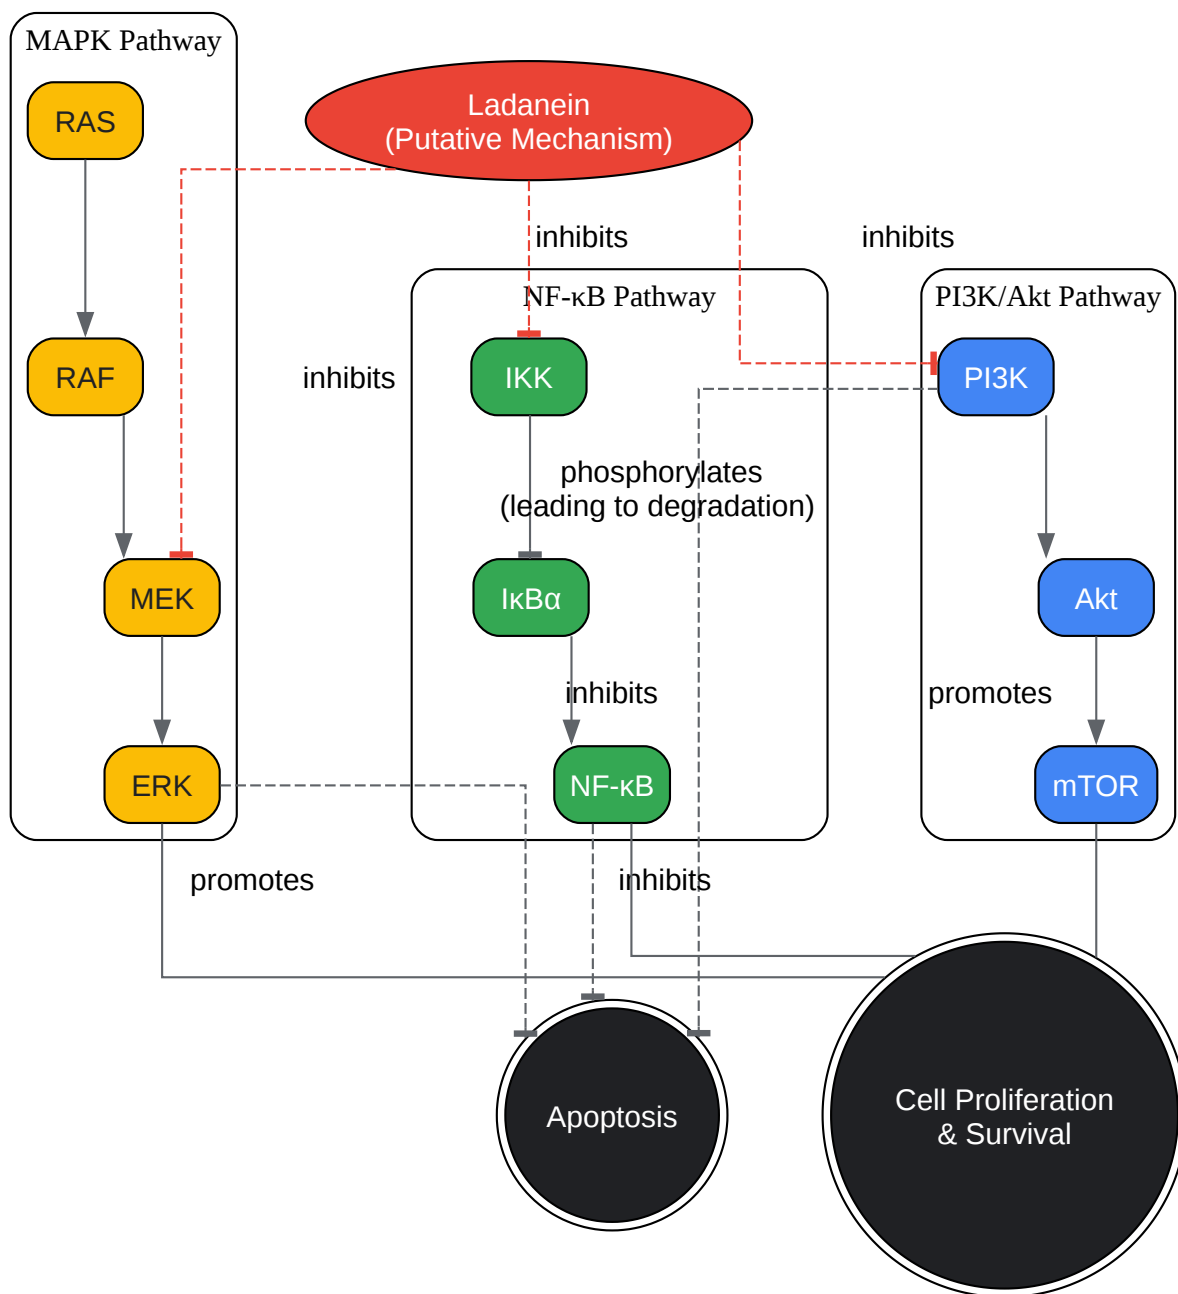 MAPK Pathway
RAS
Ladanein
(Putative Mechanism)
inhibits
inhibits
NF-κB Pathway
PI3K/Akt Pathway
RAF
inhibits
IKK
PI3K
phosphorylates
(leading to degradation)
MEK
IκBα
Akt
inhibits
promotes
ERK
NF-κB
mTOR
promotes
inhibits
Apoptosis
Cell Proliferation
& Survival